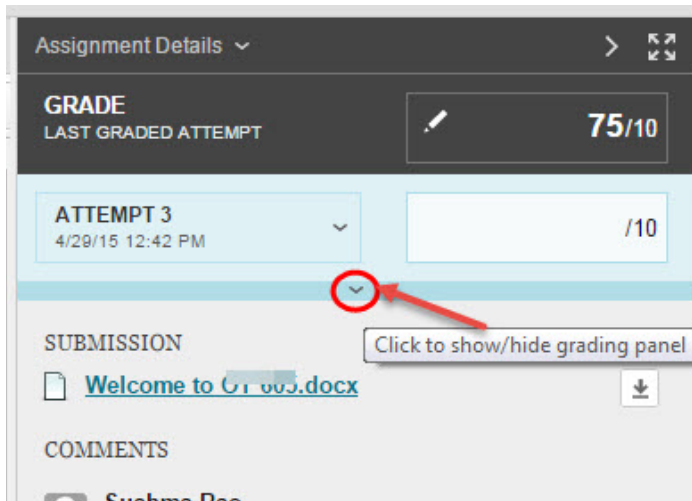 Assignment Details
GRADE
75/10
LAST GRADED ATTEMPT
ATTEMPT 3
4/29/15 12:42 PM
/10
Click to show/hide grading panel
SUBMISSION
Welcome to .docx
COMMENTS